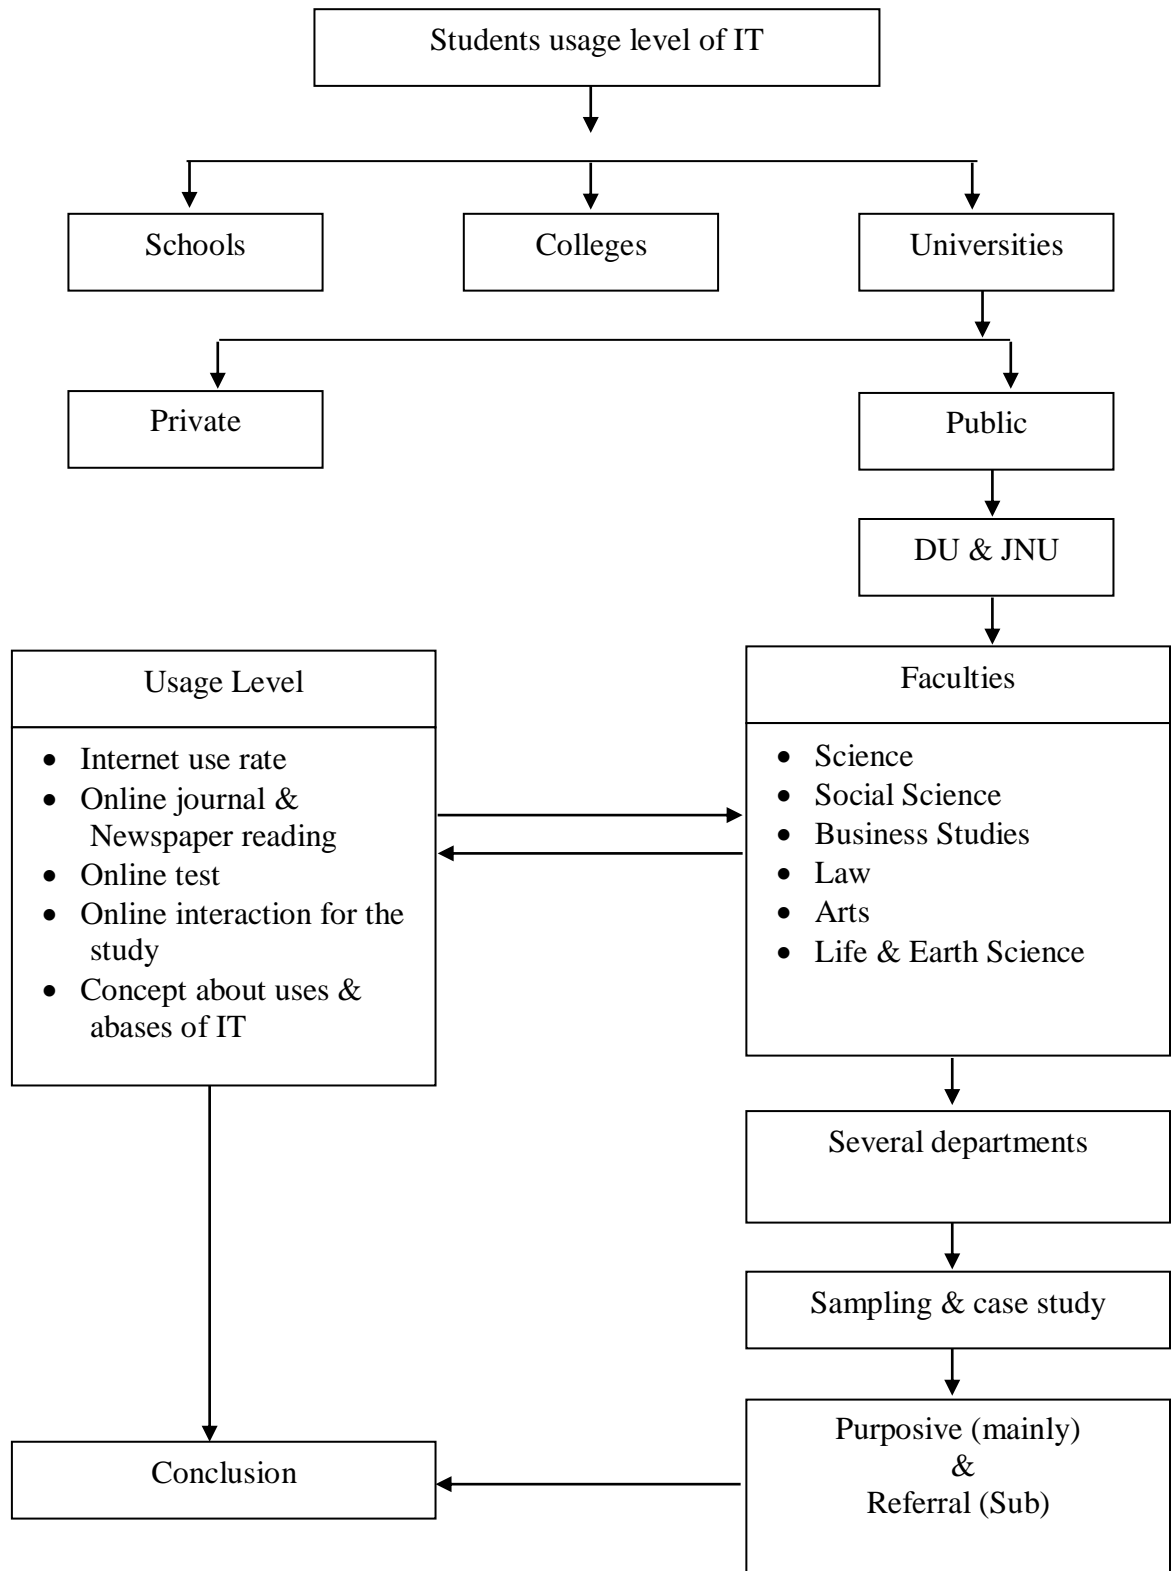 Students usage level of IT
Schools
Colleges
Universities
Private
Public
DU & JNU
Usage Level
• Internet use rate
• Online journal &
Newspaper reading
• Online test
• Online interaction for the
study
• Concept about uses &
abases of IT
Faculties
• Science
• Social Science
• Business Studies
• Law
• Arts
• Life & Earth Science
Several departments
Sampling & case study
Purposive (mainly)
&
Referral (Sub)
Conclusion